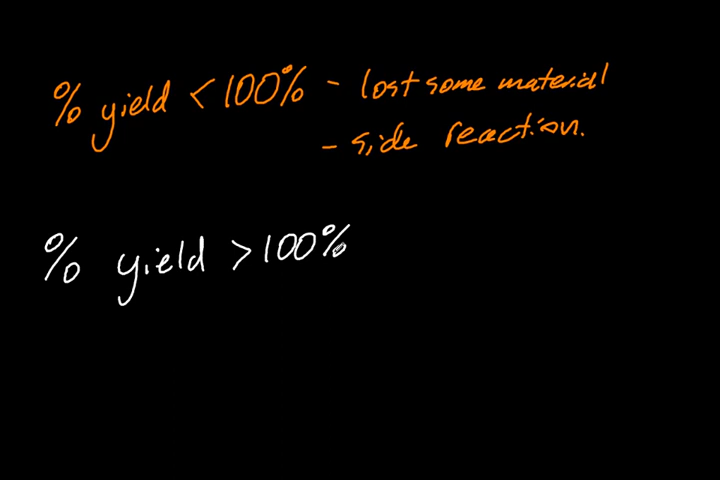 % yield < 100% - lost some material
- side reaction.
% yield > 100%